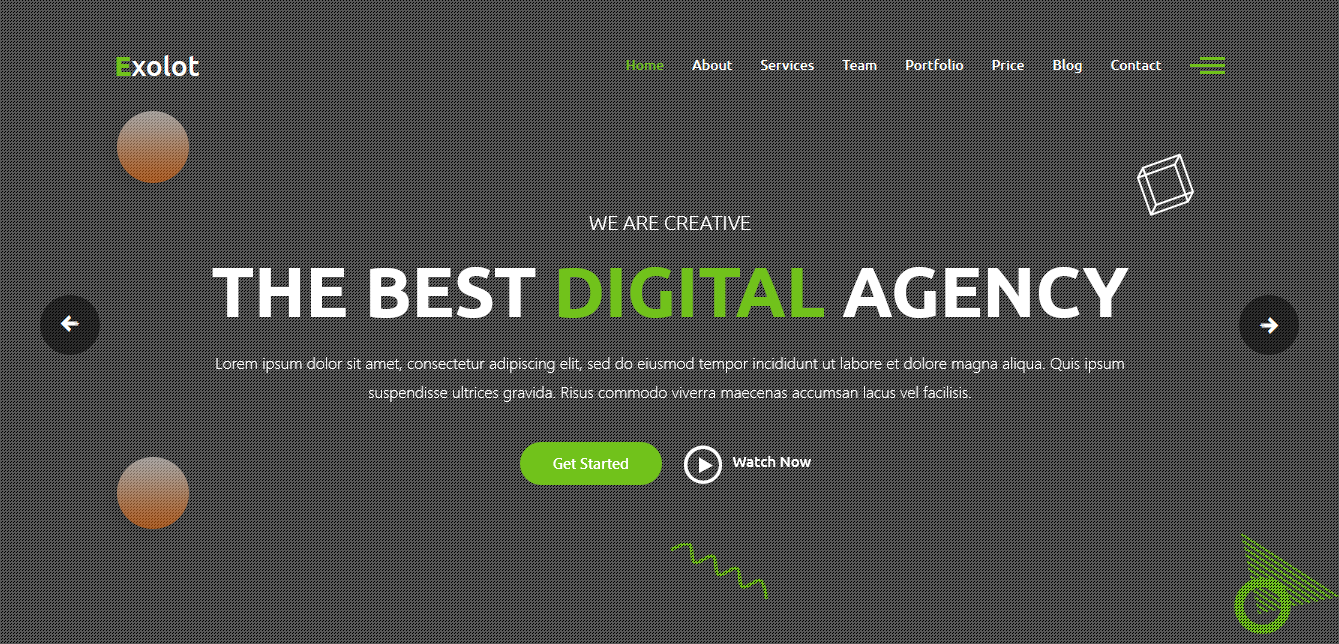 Exolot
Home About Services Team Portfolio Price Blog Contact
WE ARE CREATIVE
THE BEST DIGITAL AGENCY
Lorem ipsum dolor sit amet, consectetur adipiscing elit, sed do eiusmod tempor incididunt ut labore et dolore magna aliqua. Quis ipsum
suspendisse ultrices gravida. Risus commodo viverra maecenas accumsan lacus vel facilisis.
Get Started Watch Now